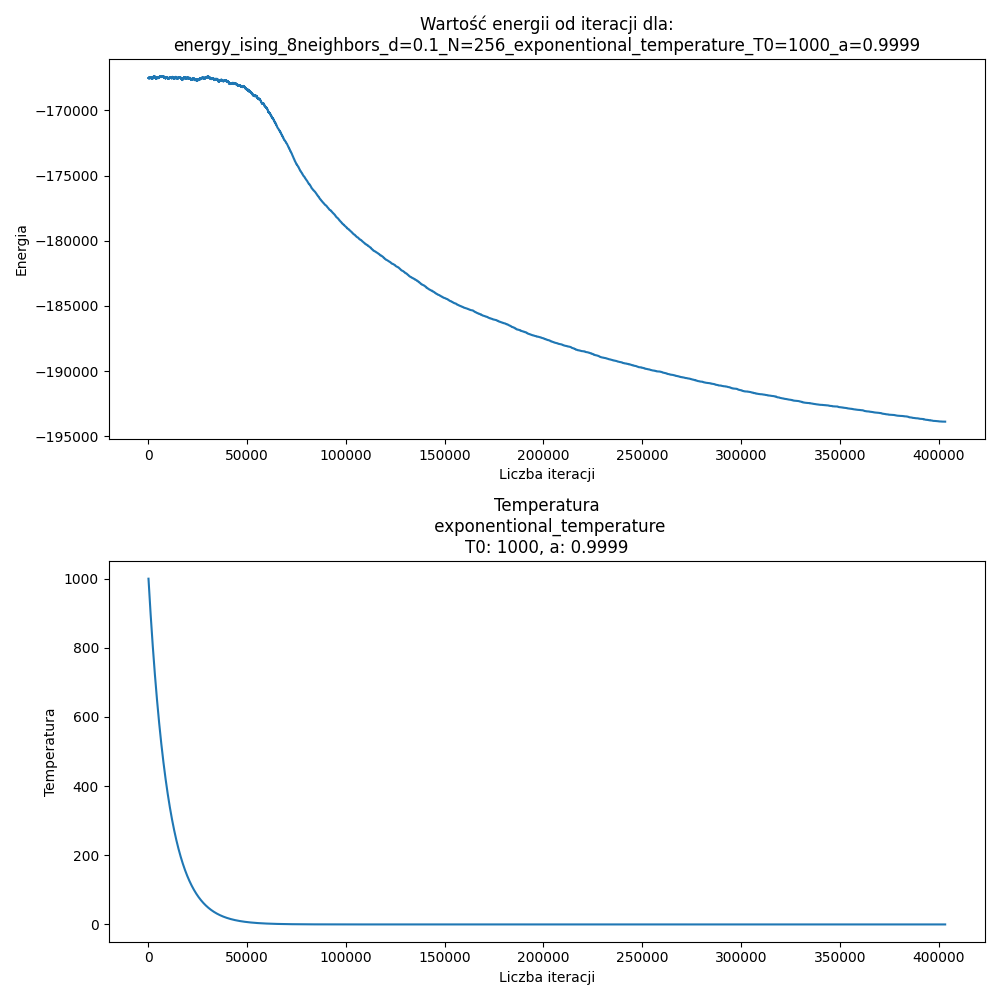 Wartość energii od iteracji dla:
energy_ising_8neighbors_d=0.1_N=256_exponentional_temperature_T0=1000_a=0.9999
−170000
−175000
−180000
−185000
−190000
−195000
Energia
0 50000 100000 150000 200000 250000 300000 350000 400000
Liczba iteracji
Temperatura
exponentional_temperature
T0: 1000, a: 0.9999
1000
800
600
400
200
0
Temperatura
0 50000 100000 150000 200000 250000 300000 350000 400000
Liczba iteracji